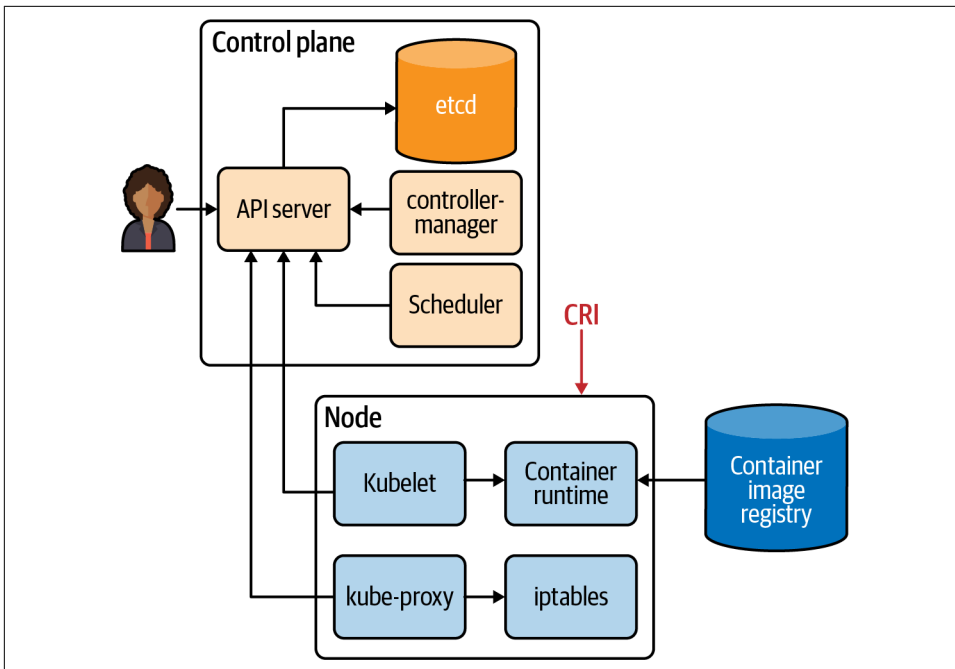 Control plane
etcd
API server
controller-
manager
Scheduler
CRI
Node
Kubelet
Container
runtime
Container
image
registry
kube-proxy
iptables